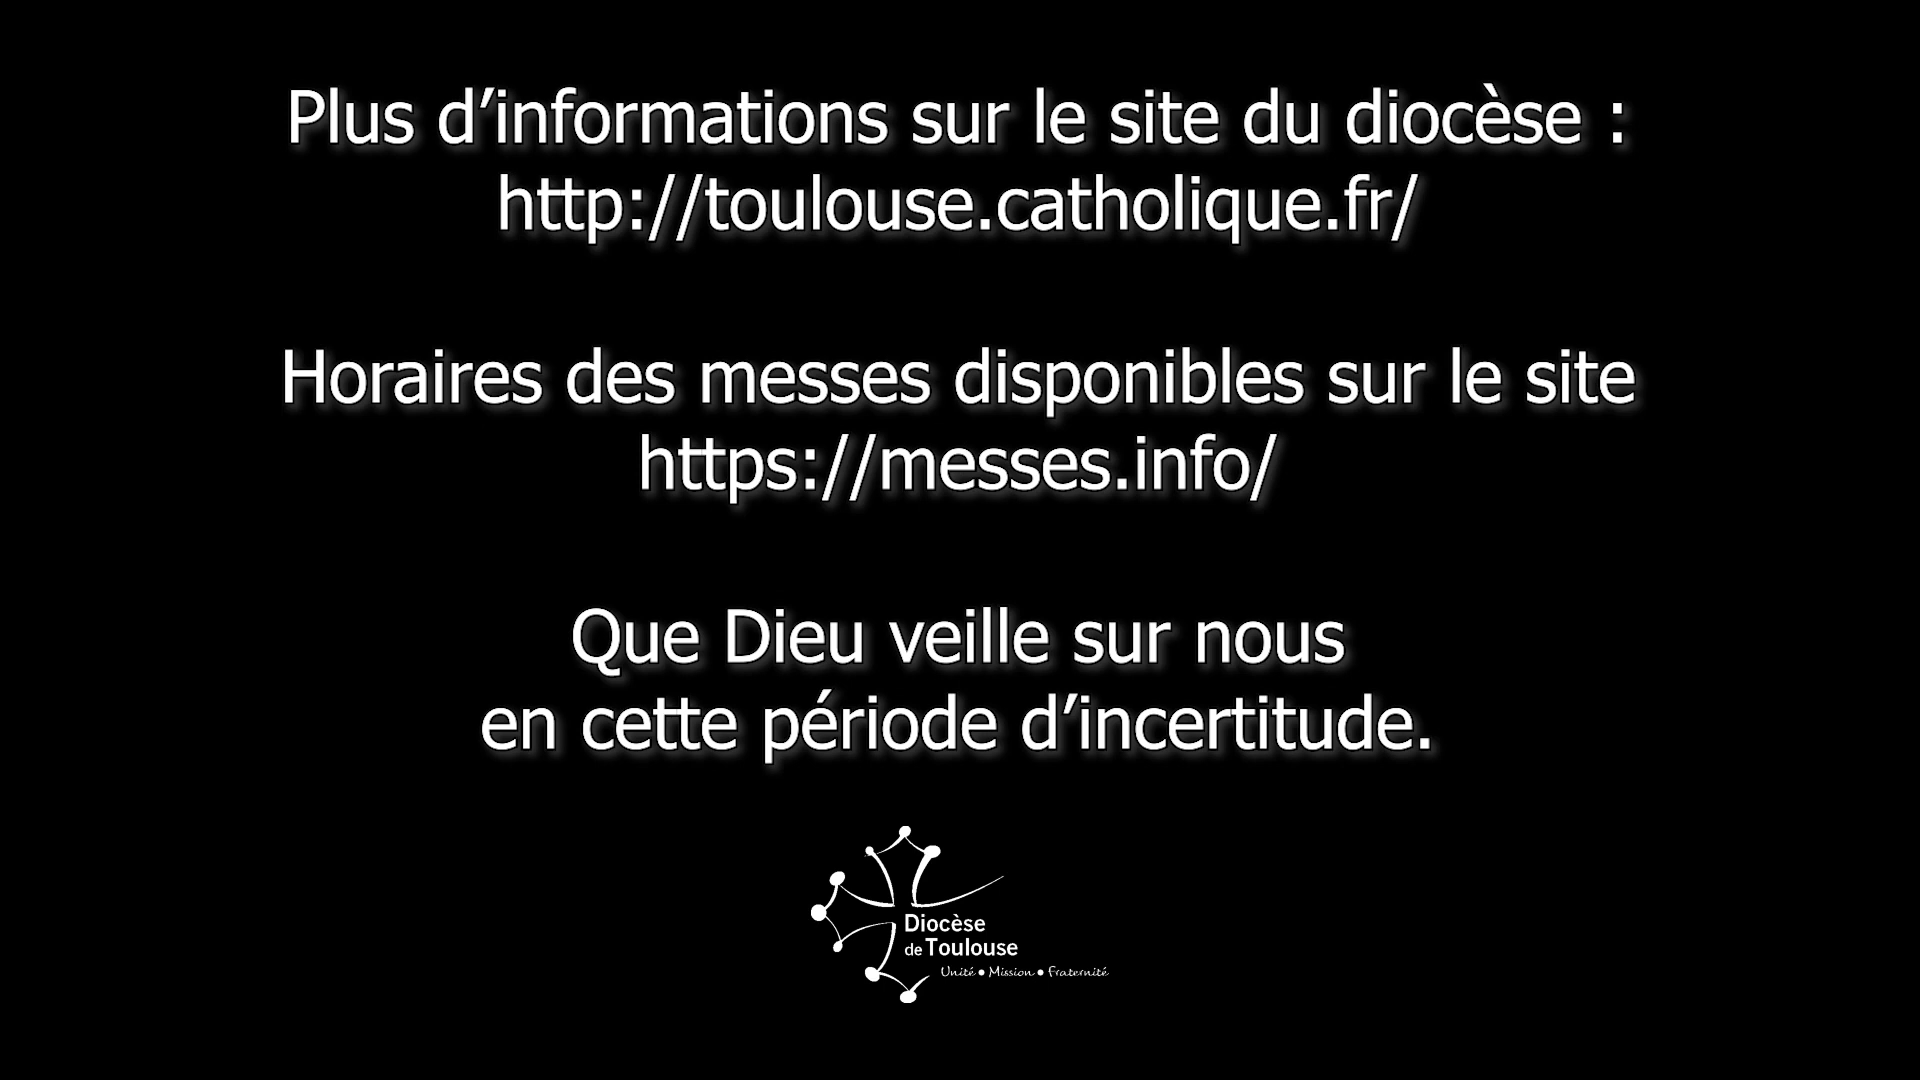 Plus d’informations sur le site du diocèse :
http://toulouse.catholique.fr/
Horaires des messes disponibles sur le site
https://messes.info/
Que Dieu veille sur nous
en cette période d’incertitude.
Diocèse
de Toulouse
Unité • Mission • Fraternité